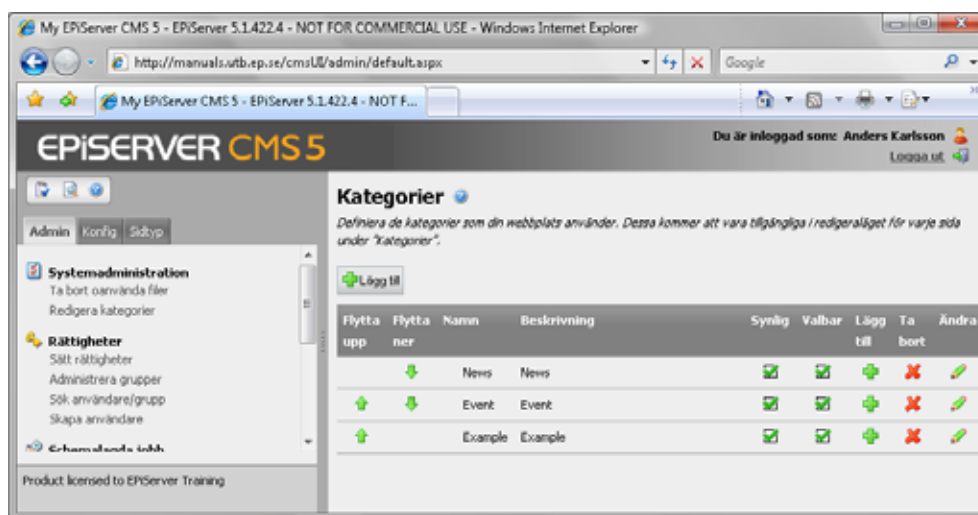 My EPiServer CMS 5 - EPiServer 5.1.422.4 - NOT FOR COMMERCIAL USE - Windows Internet Explorer
http://manuals.utb.ep.se/cmsUI/admin/default.aspx
Google
My EPiServer CMS 5 - EPiServer 5.1.422.4 - NOT F...
EPiSERVER CMS 5
Du är inloggad som: Anders Karlsson
Logga ut
Admin Konfig Sidtyp
Systemadministration
Ta bort oanvända filer
Redigera kategorier
Rättigheter
Sätt rättigheter
Administrera grupper
Sök användare/grupp
Skapa användare
Schemalagda jobb
Product licensed to EPiServer Training
Kategorier
Definiera de kategorier som din webbplats använder. Dessa kommer att vara tillgängliga i redigeraläget för varje sida
under "Kategorier".
Lägg till
Flytta upp Flytta ner Namn Beskrivning Synlig Valbar Lägg till Ta bort Ändra
News News
Event Event
Example Example